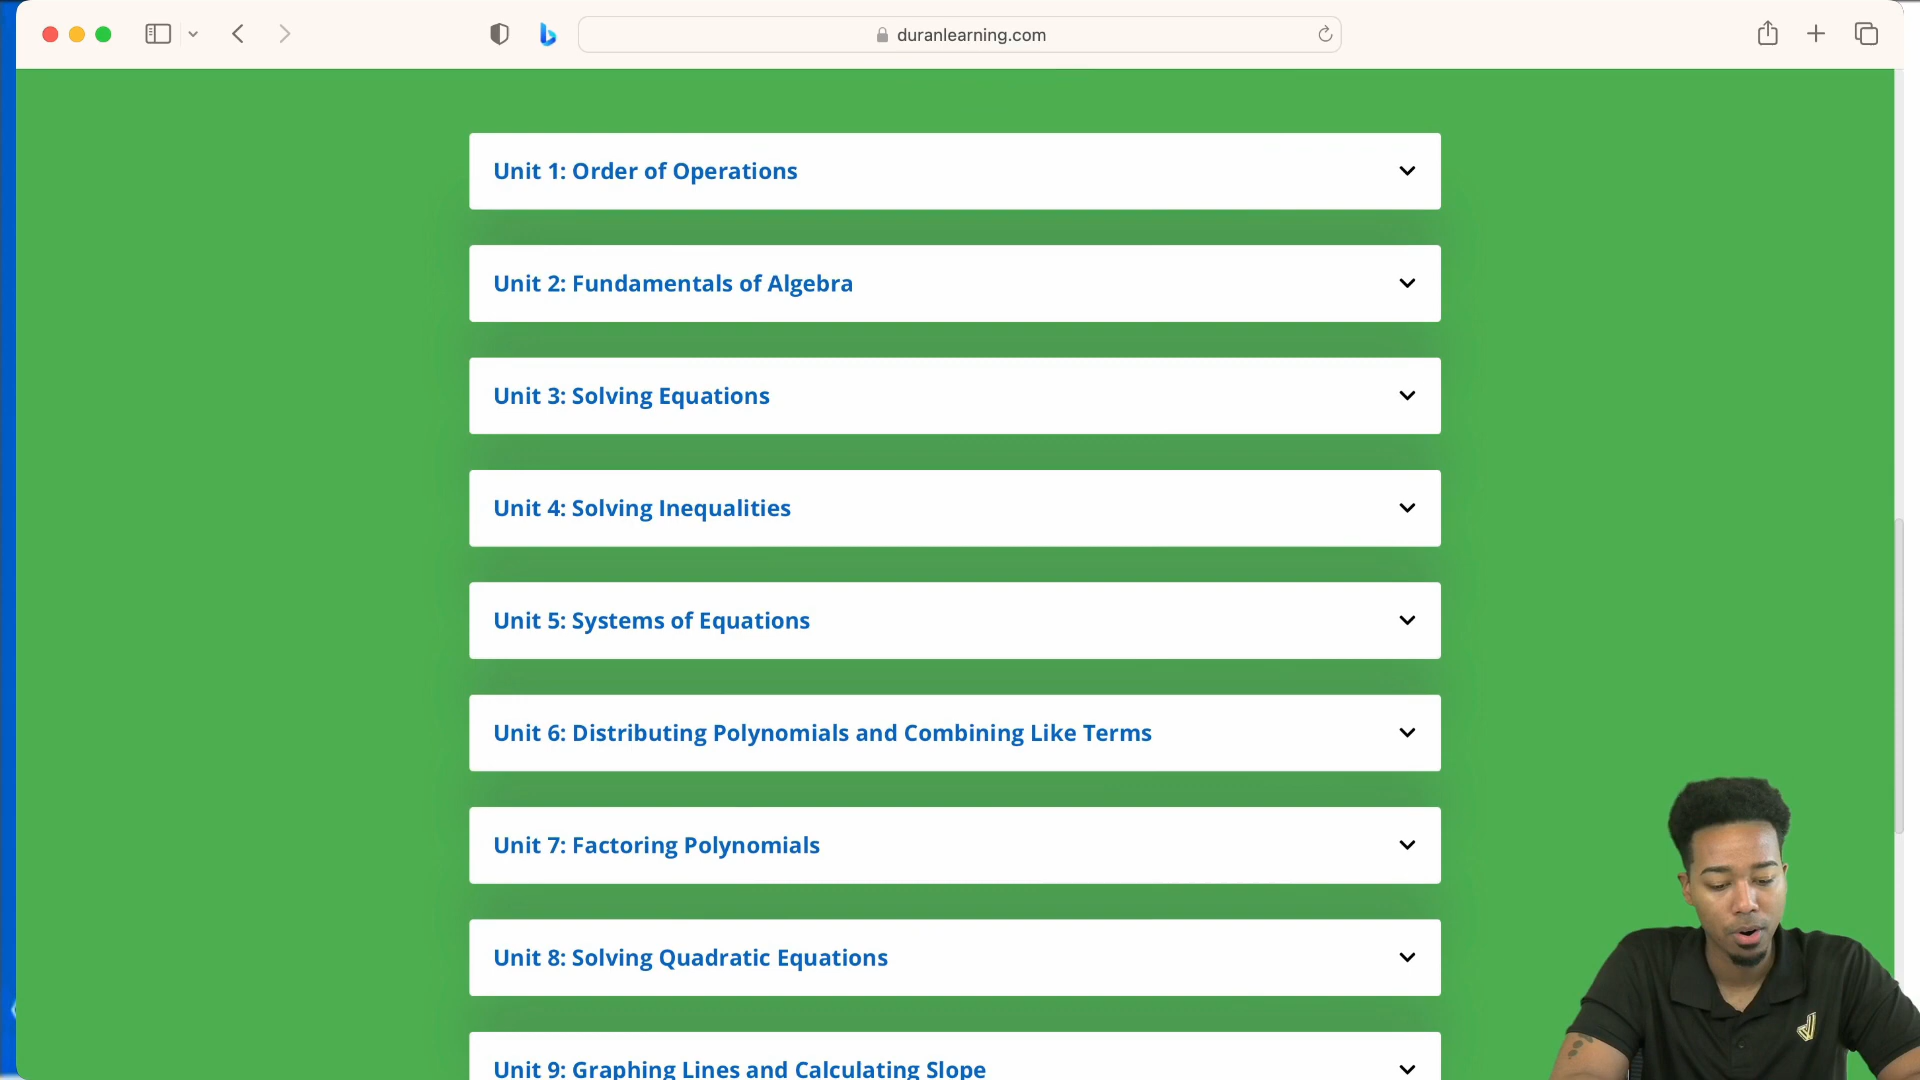 duranlearning.com
Unit 1: Order of Operations
Unit 2: Fundamentals of Algebra
Unit 3: Solving Equations
Unit 4: Solving Inequalities
Unit 5: Systems of Equations
Unit 6: Distributing Polynomials and Combining Like Terms
Unit 7: Factoring Polynomials
Unit 8: Solving Quadratic Equations
Unit 9: Graphing Lines and Calculating Slope